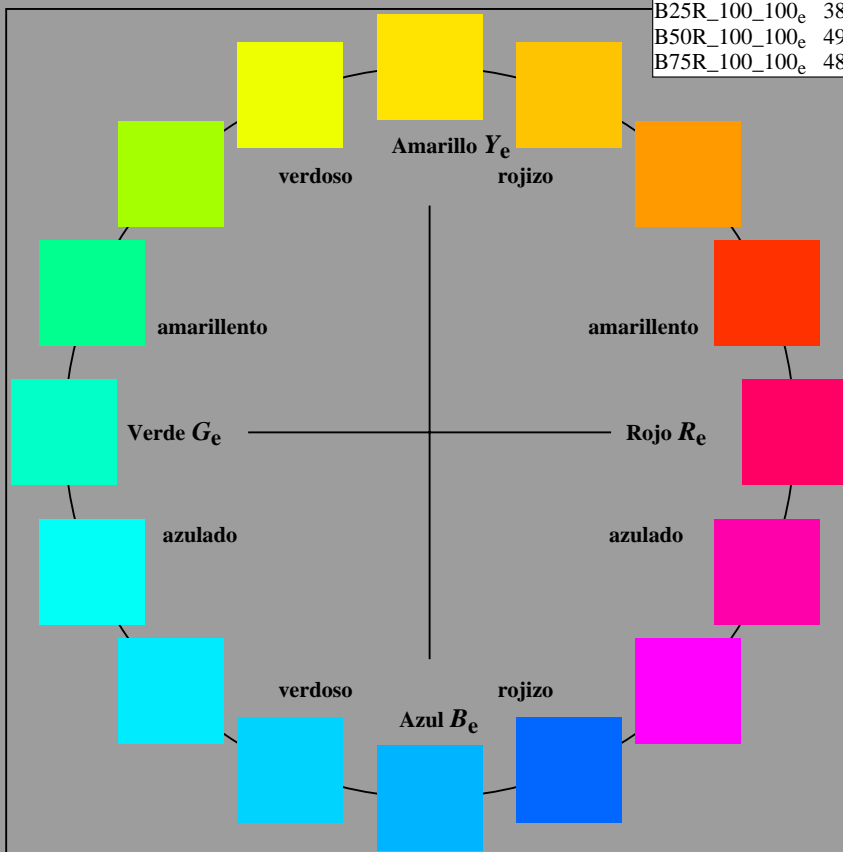 B25R_100_100e 38
B50R_100_100e 49
B75R_100_100e 48
Amarillo Ye
verdoso rojizo
amarillento amarillento
Verde Ge Rojo Re
azulado azulado
verdoso rojizo
Azul Be